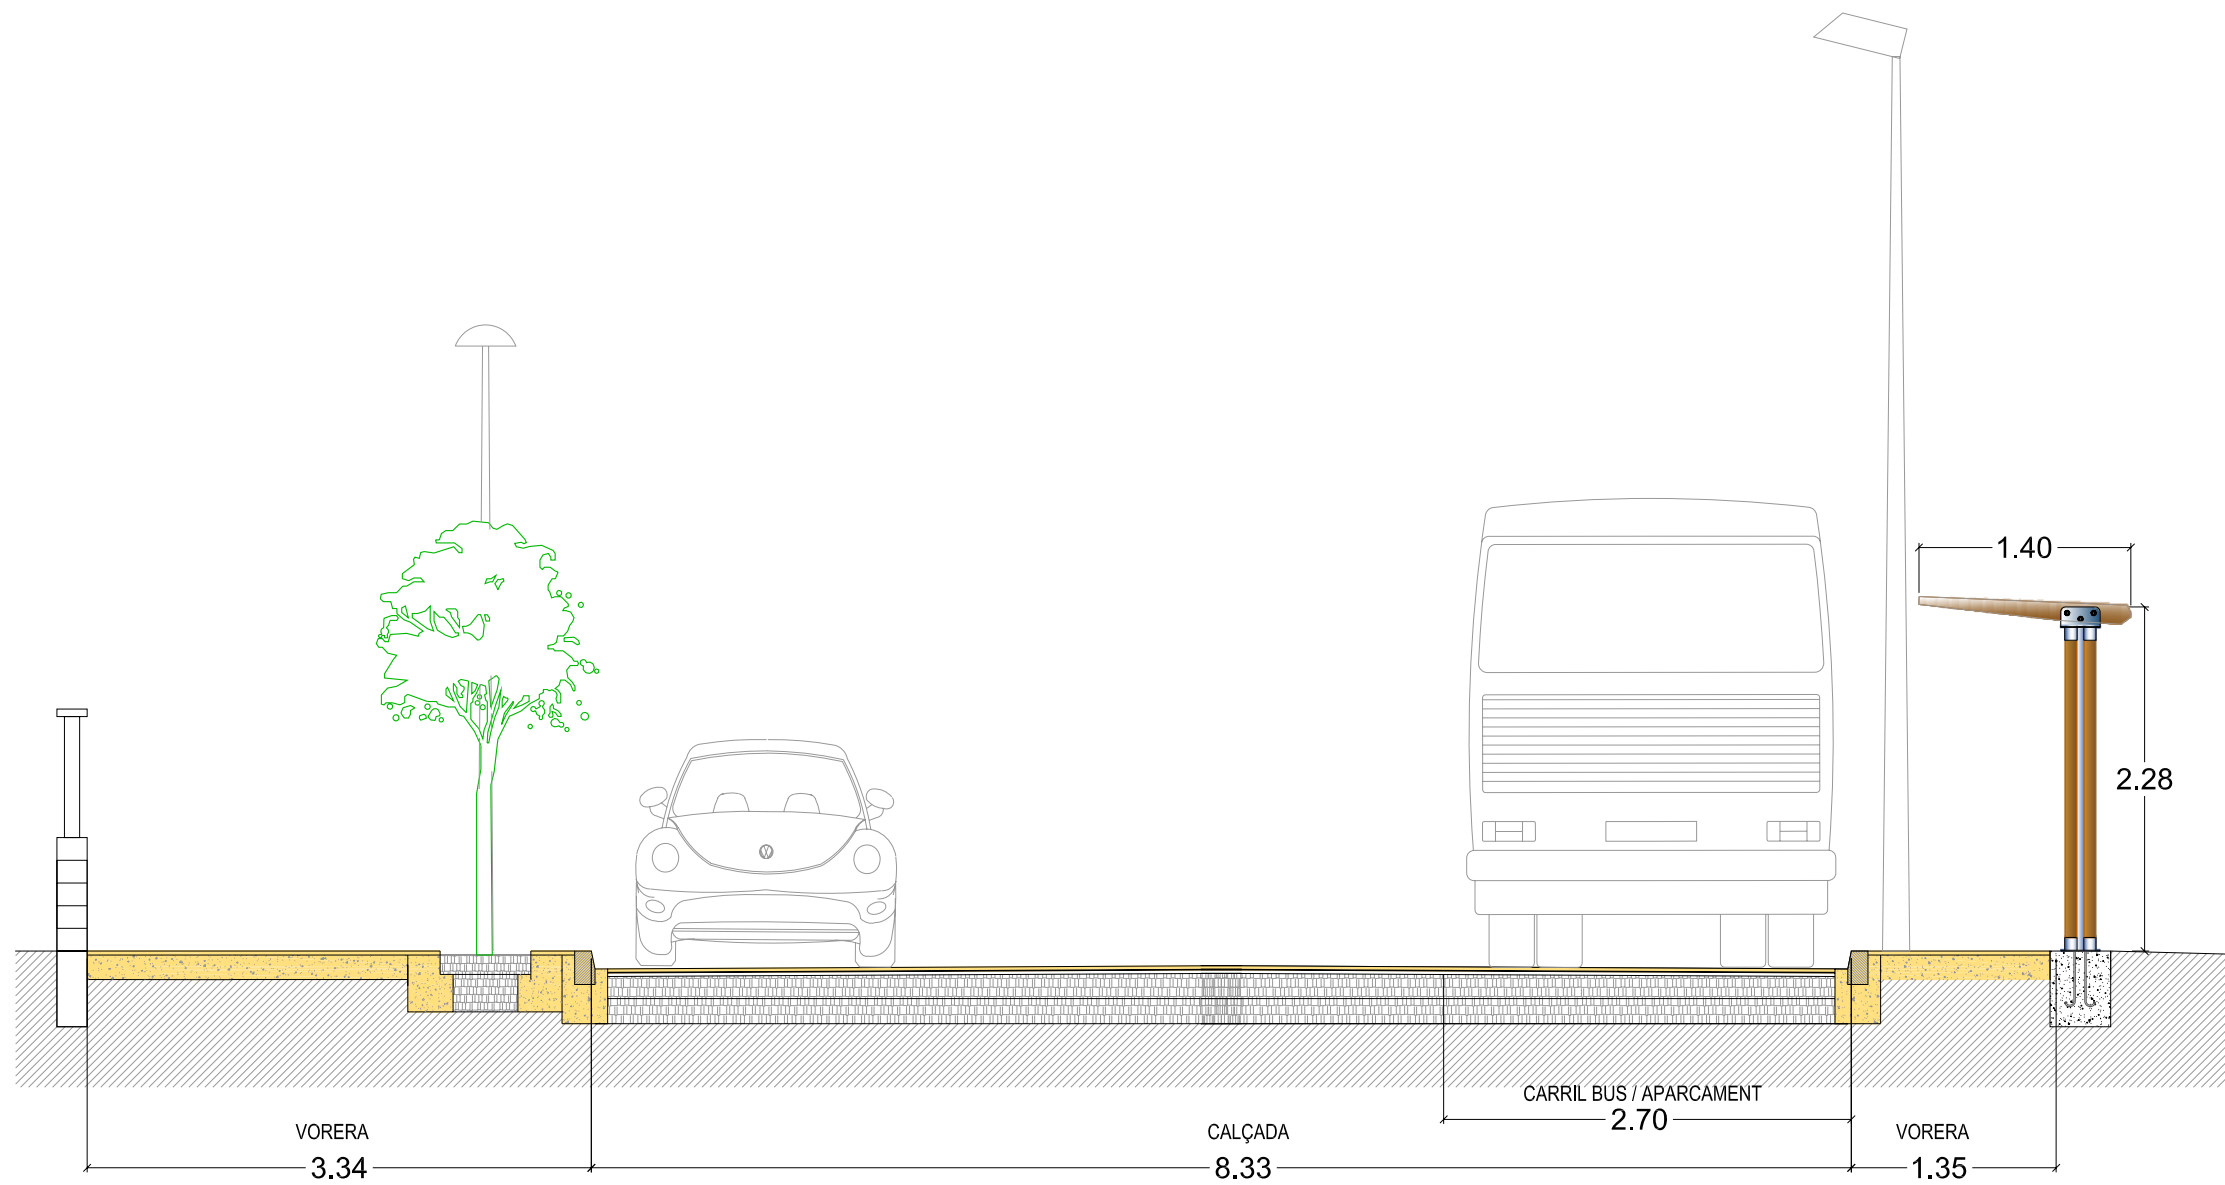 1.40
2.28
CARRIL BUS / APARCAMENT
2.70
VORERA
3.34
CALÇADA
8.33
VORERA
1.35